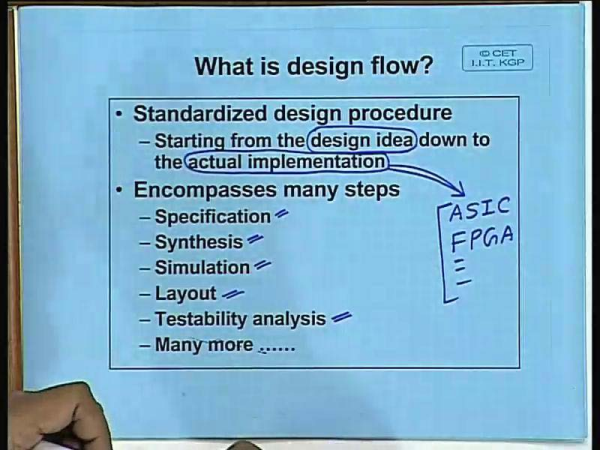 What is design flow?
© CET
I.I.T. KGP
• Standardized design procedure
– Starting from the design idea down to
the actual implementation
• Encompasses many steps
– Specification
– Synthesis
– Simulation
– Layout
– Testability analysis
– Many more ……
ASIC
FPGA